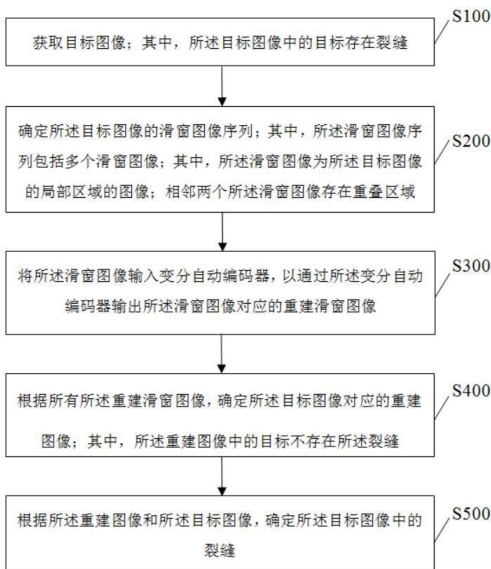 S100
获取目标图像；其中，所述目标图像中的目标存在裂缝
S200
确定所述目标图像的滑窗图像序列；其中，所述滑窗图像序
列包括多个滑窗图像；其中，所述滑窗图像为所述目标图像
的局部区域的图像；相邻两个所述滑窗图像存在重叠区域
S300
将所述滑窗图像输入变分自动编码器，以通过所述变分自动
编码器输出所述滑窗图像对应的重建滑窗图像
S400
根据所有所述重建滑窗图像，确定所述目标图像对应的重建
图像；其中，所述重建图像中的目标不存在所述裂缝
S500
根据所述重建图像和所述目标图像，确定所述目标图像中的
裂缝